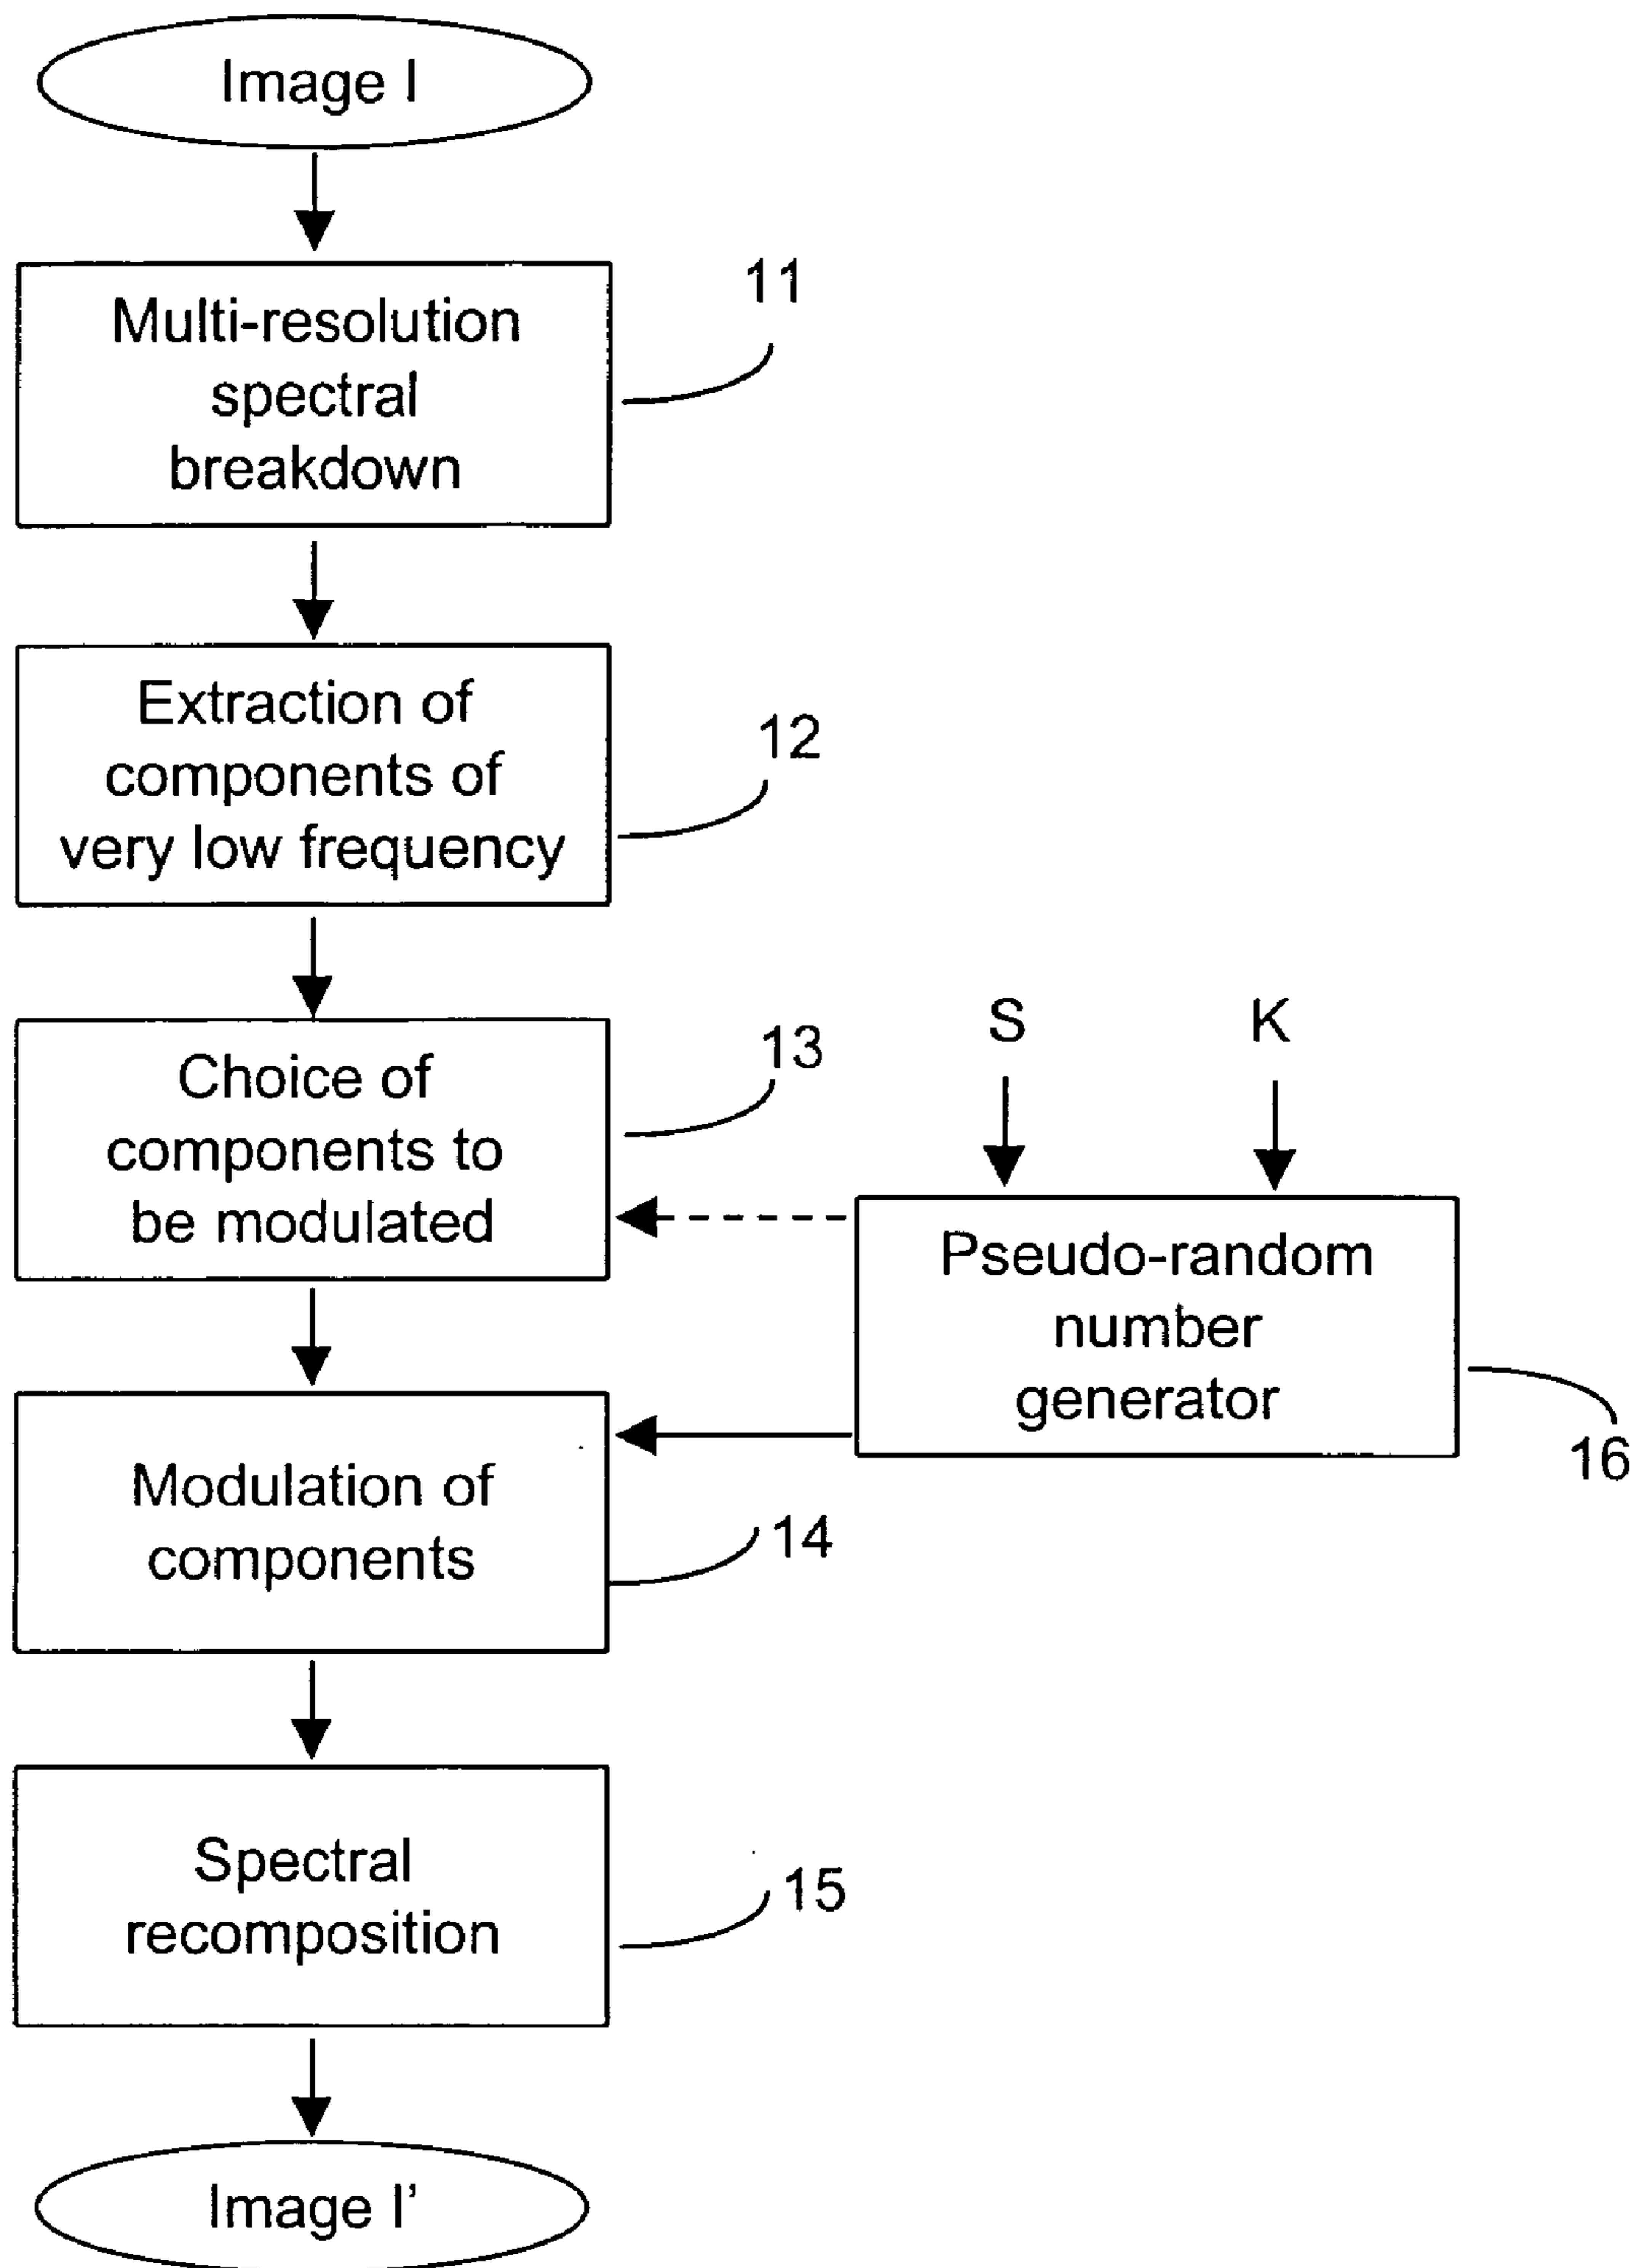 Image I
Multi-resolution
spectral
breakdown
11
Extraction of
components of
very low frequency
12
Choice of
components to
be modulated
13
S
K
Pseudo-random
number
generator
16
Modulation of
components
14
Spectral
recomposition
15
Image I'